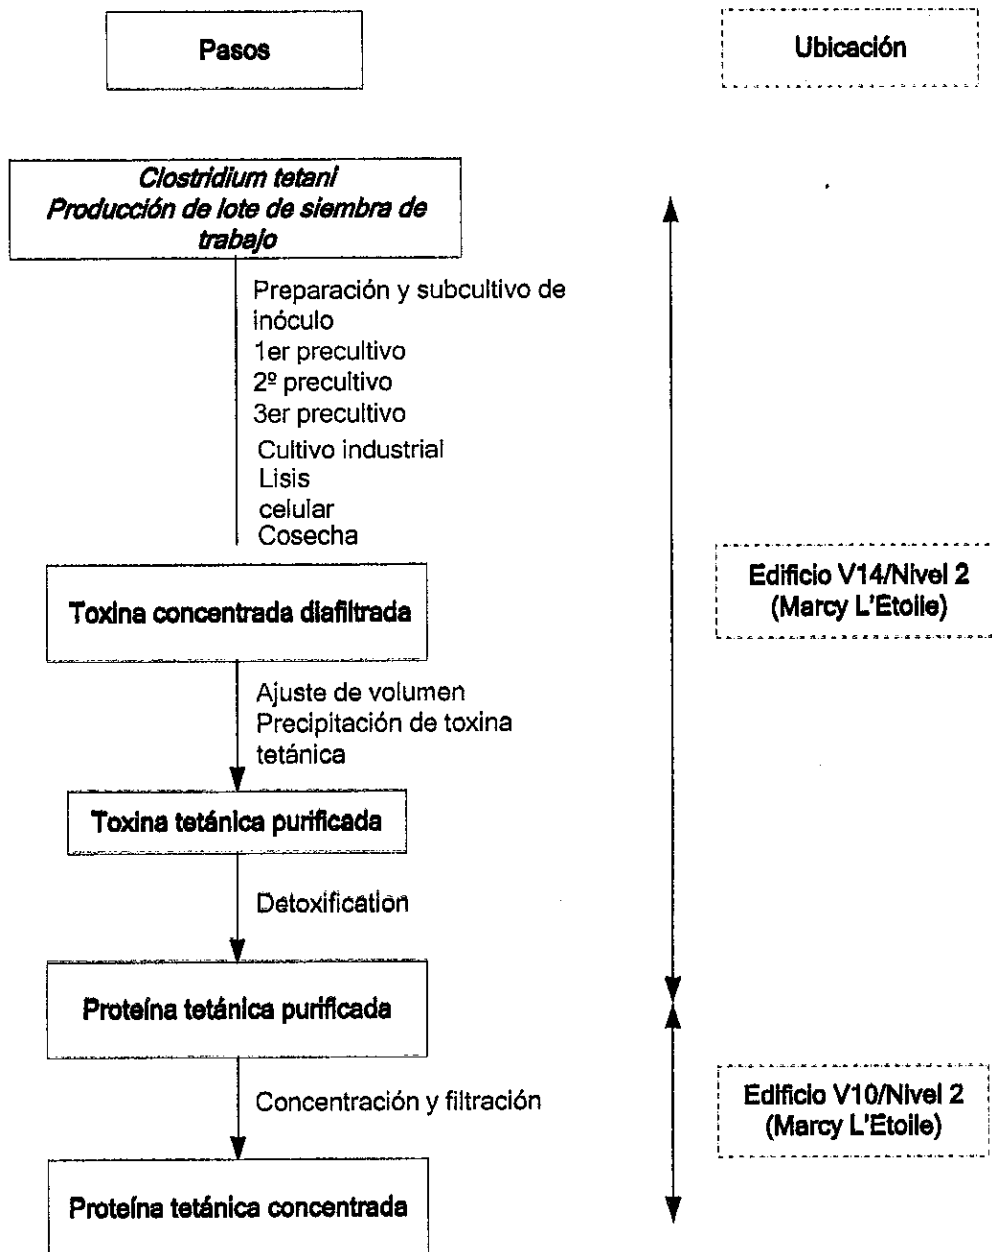 Pasos
Ubicación
Clostridium tetani
Producción de lote de siembra de
trabajo
Preparación y subcultivo de
inóculo
1er precultivo
2º precultivo
3er precultivo
Cultivo industrial
Lisis
celular
Cosecha
Toxina concentrada diafiltrada
Edificio V14/Nivel 2
(Marcy L'Etoile)
Ajuste de volumen
Precipitación de toxina
tetánica
Toxina tetánica purificada
Detoxification
Proteína tetánica purificada
Concentración y filtración
Edificio V10/Nivel 2
(Marcy L'Etoile)
Proteína tetánica concentrada